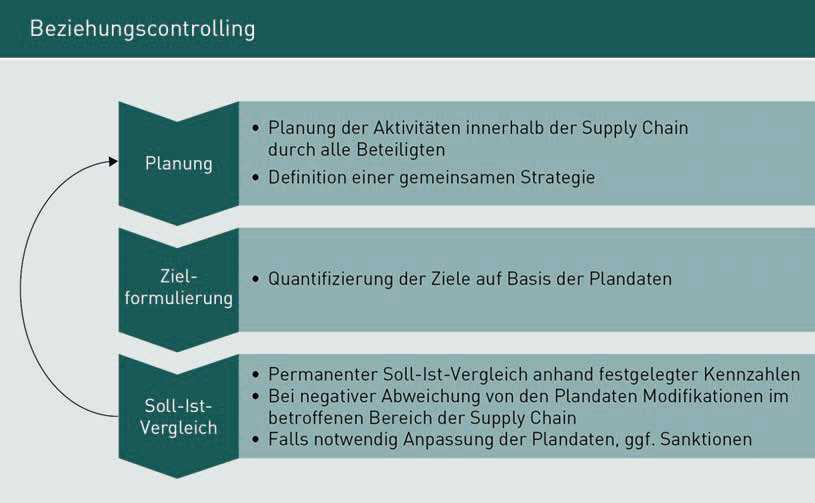 Beziehungscontrolling
Planung
• Planung der Aktivitäten innerhalb der Supply Chain
durch alle Beteiligten
• Definition einer gemeinsamen Strategie
Ziel-
formulierung
• Quantifizierung der Ziele auf Basis der Plandaten
Soll-Ist-
Vergleich
• Permanenter Soll-Ist-Vergleich anhand festgelegter Kennzahlen
• Bei negativer Abweichung von den Plandaten Modifikationen im
betroffenen Bereich der Supply Chain
• Falls notwendig Anpassung der Plandaten, ggf. Sanktionen